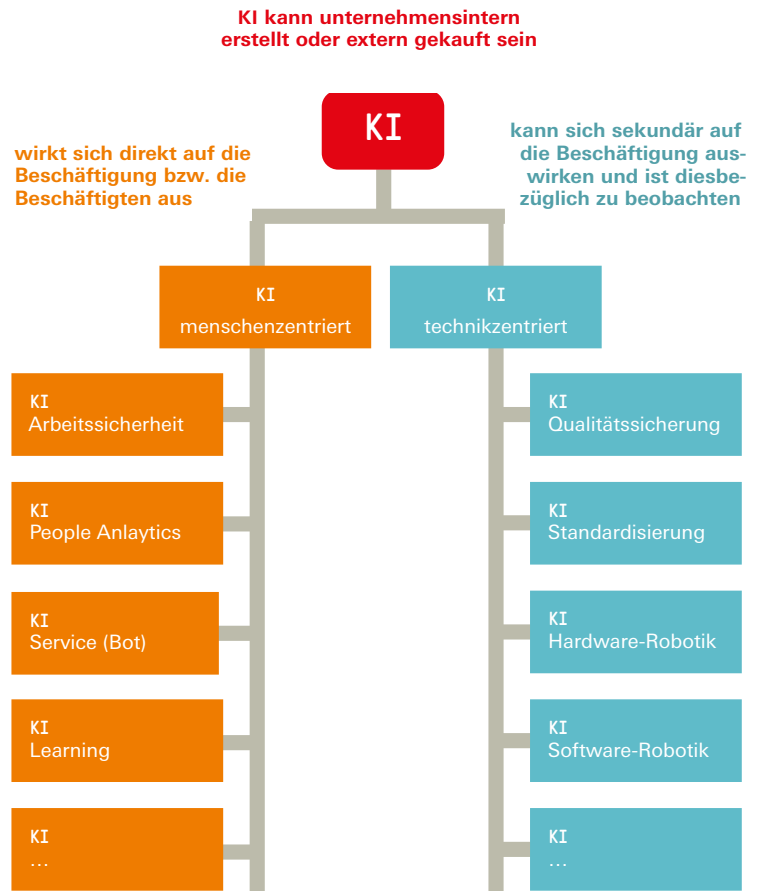 KI kann unternehmensintern
erstellt oder extern gekauft sein
KI
wirkt sich direkt auf die
Beschäftigung bzw. die
Beschäftigten aus
kann sich sekundär auf
die Beschäftigung aus-
wirken und ist diesbe-
züglich zu beobachten
KI
menschenzentriert
KI
technikzentriert
KI
Arbeitssicherheit
KI
People Anlaytics
KI
Service (Bot)
KI
Learning
KI
…
KI
Qualitätssicherung
KI
Standardisierung
KI
Hardware-Robotik
KI
Software-Robotik
KI
…